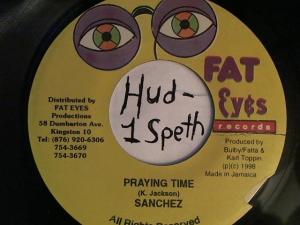 Distributed by
FAT EYES
Productions
58 Dumbarton Ave.
Kingston 10
Tel: (876) 920-6306
754-3669
754-3670
Hud-
1 Speth
FAT
Eyes
records
Produced by
Bulby/Fatta &
Karl Toppin
(p)(c) 1998
Made in Jamaica
PRAYING TIME
(K. Jackson)
SANCHEZ
All Rights Reserved